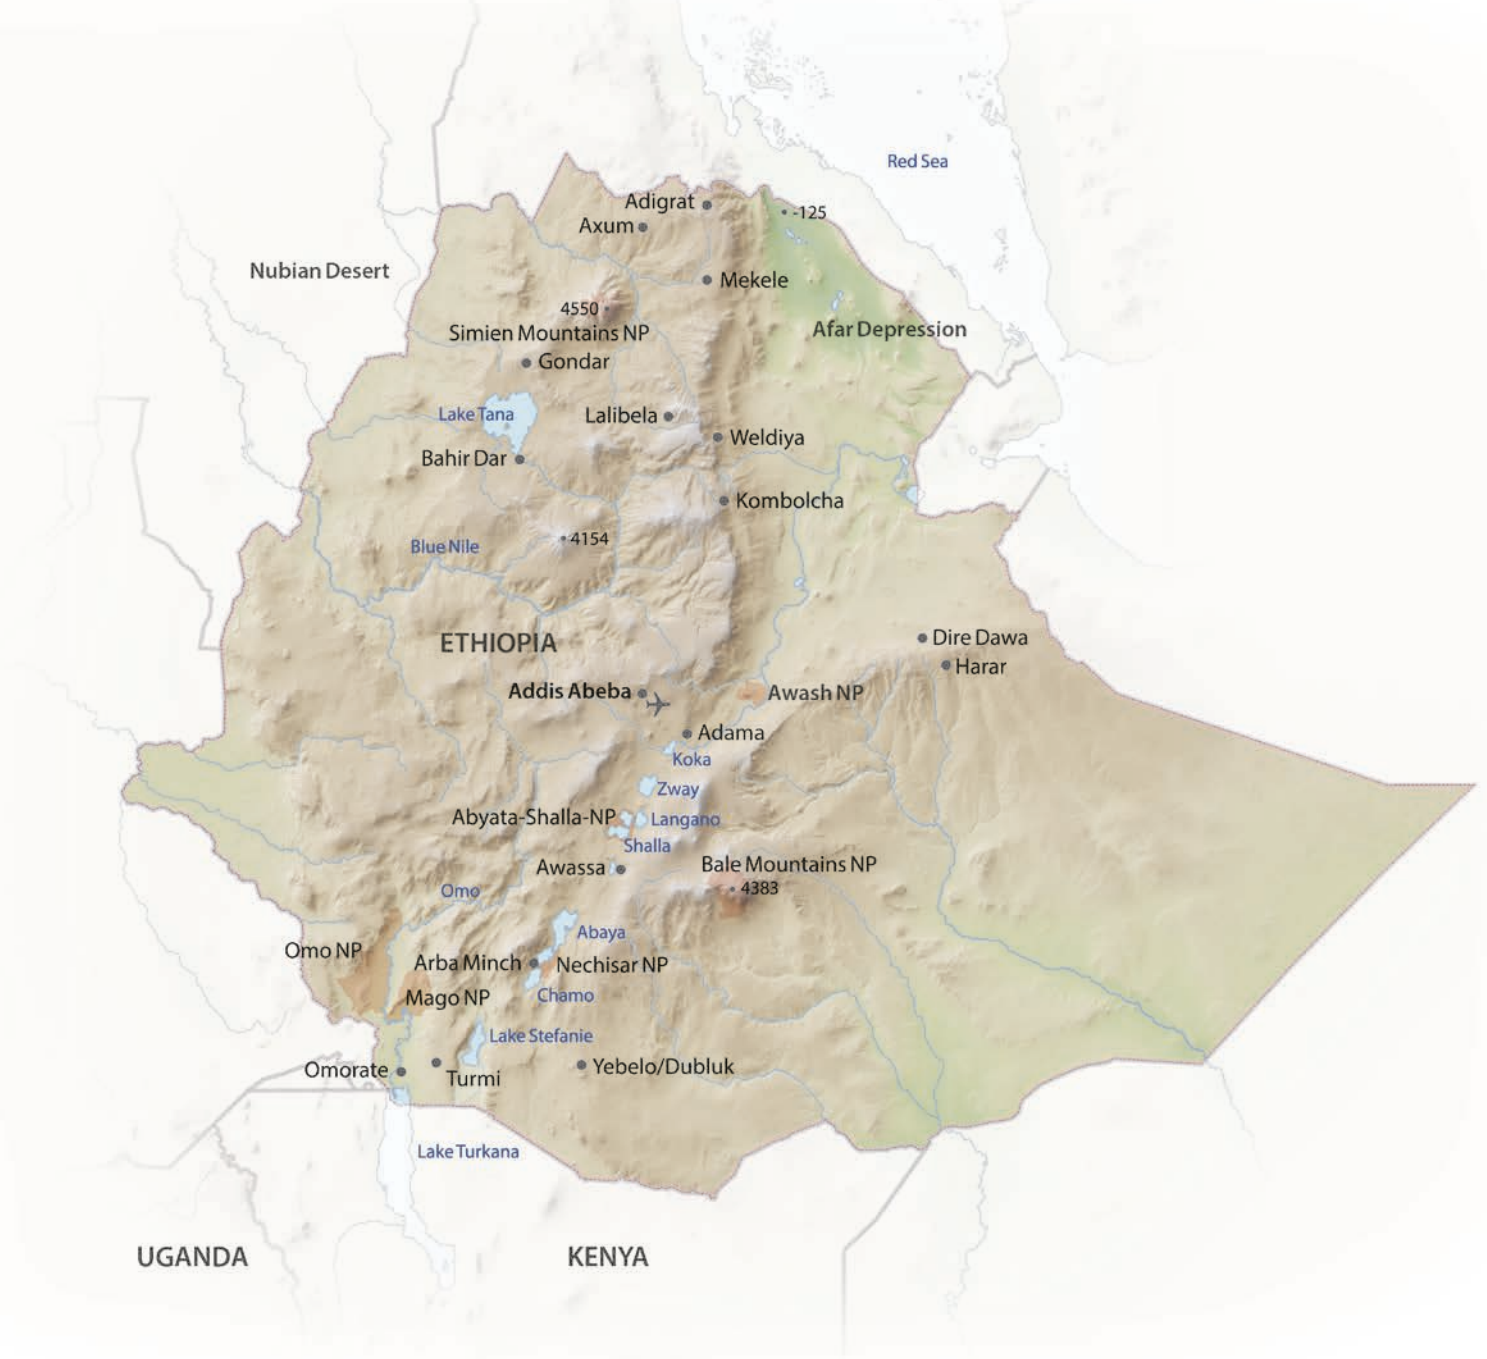 Red Sea
Adigrat
-125
Axum
Nubian Desert
Mekele
4550
Afar Depression
Simien Mountains NP
Gondar
Lake Tana
Lalibela
Weldiya
Bahir Dar
Kombolcha
4154
Blue Nile
ETHIOPIA
Dire Dawa
Harar
Addis Abeba
Awash NP
Adama
Koka
Zway
Abyata-Shalla-NP
Langano
Shalla
Awassa
Bale Mountains NP
4383
Omo
Abaya
Omo NP
Arba Minch
Nechisar NP
Mago NP
Chamo
Lake Stefanie
Omorate
Turmi
Yebelo/Dubluk
Lake Turkana
UGANDA
KENYA